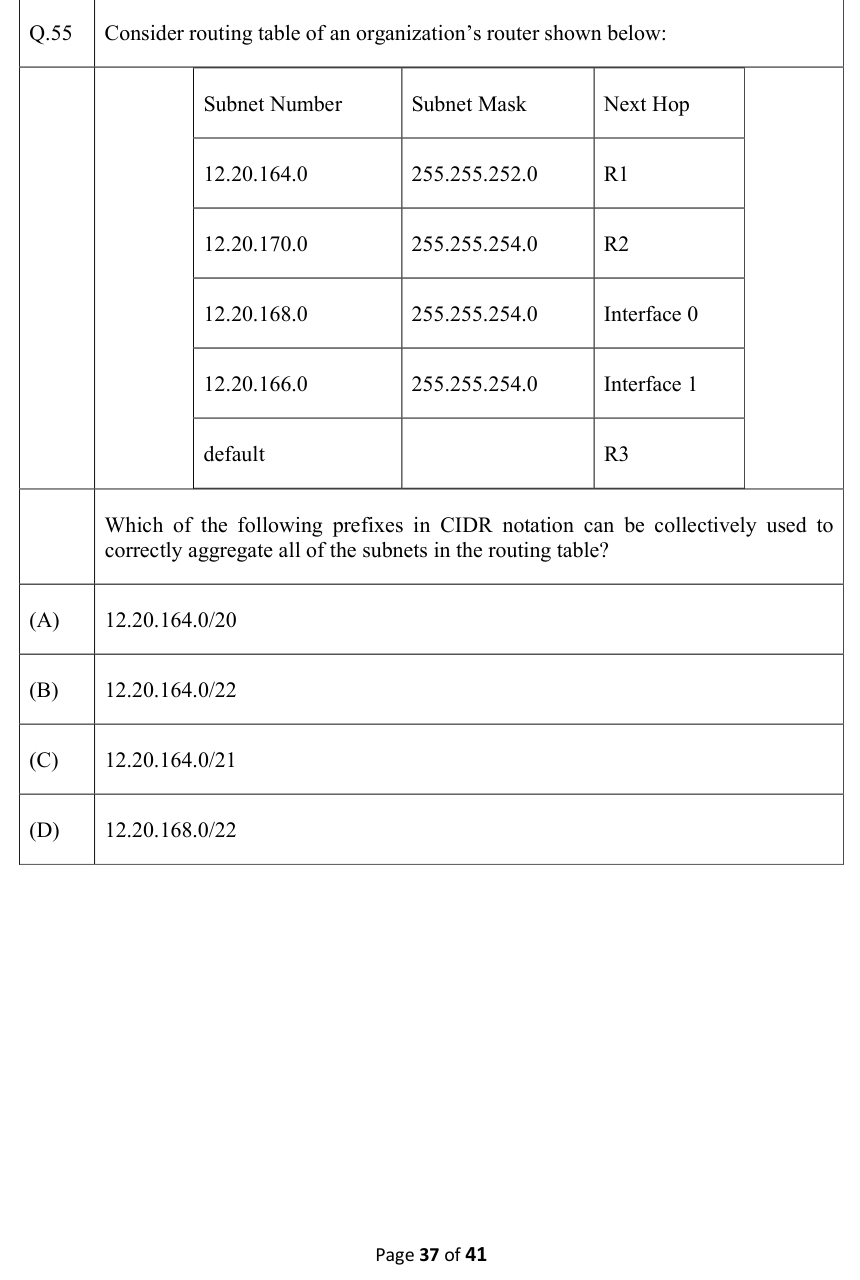 Q.55 Consider routing table of an organization’s router shown below:
Subnet Number Subnet Mask Next Hop
12.20.164.0 255.255.252.0 R1
12.20.170.0 255.255.254.0 R2
12.20.168.0 255.255.254.0 Interface 0
12.20.166.0 255.255.254.0 Interface 1
default R3
Which of the following prefixes in CIDR notation can be collectively used to
correctly aggregate all of the subnets in the routing table?
(A) 12.20.164.0/20
(B) 12.20.164.0/22
(C) 12.20.164.0/21
(D) 12.20.168.0/22
Page 37 of 41